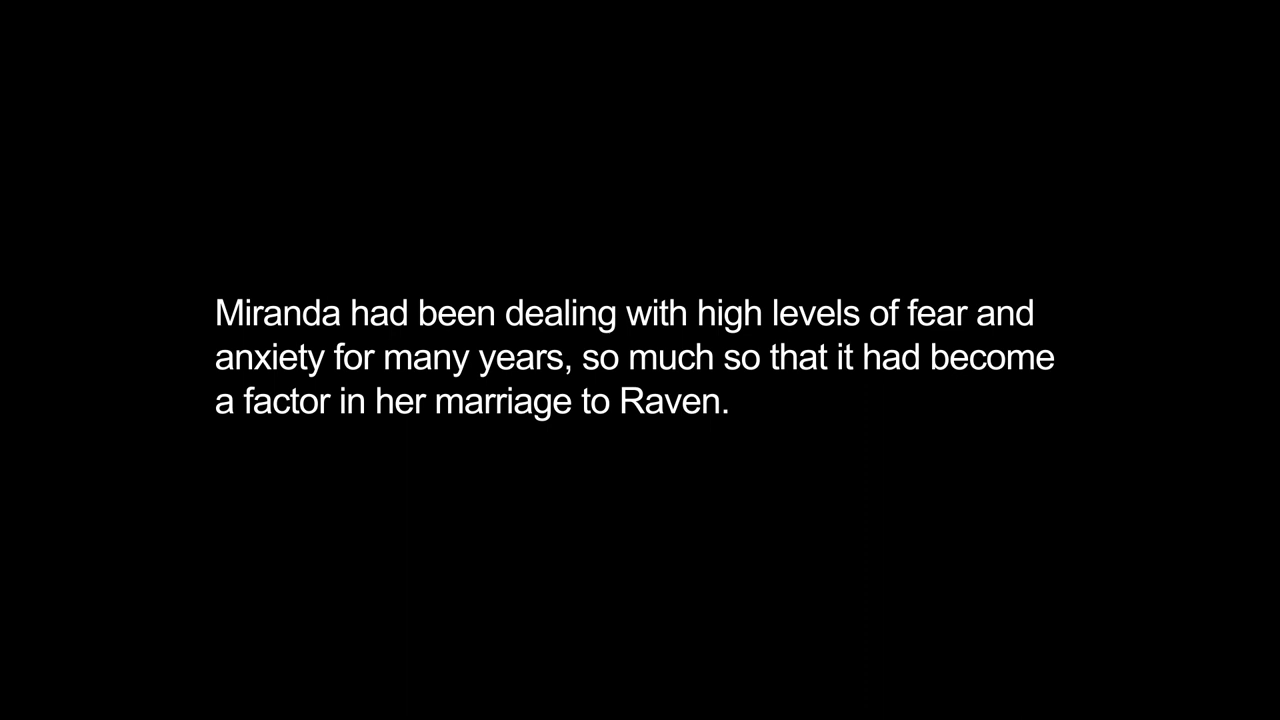 Miranda had been dealing with high levels of fear and
anxiety for many years, so much so that it had become
a factor in her marriage to Raven.